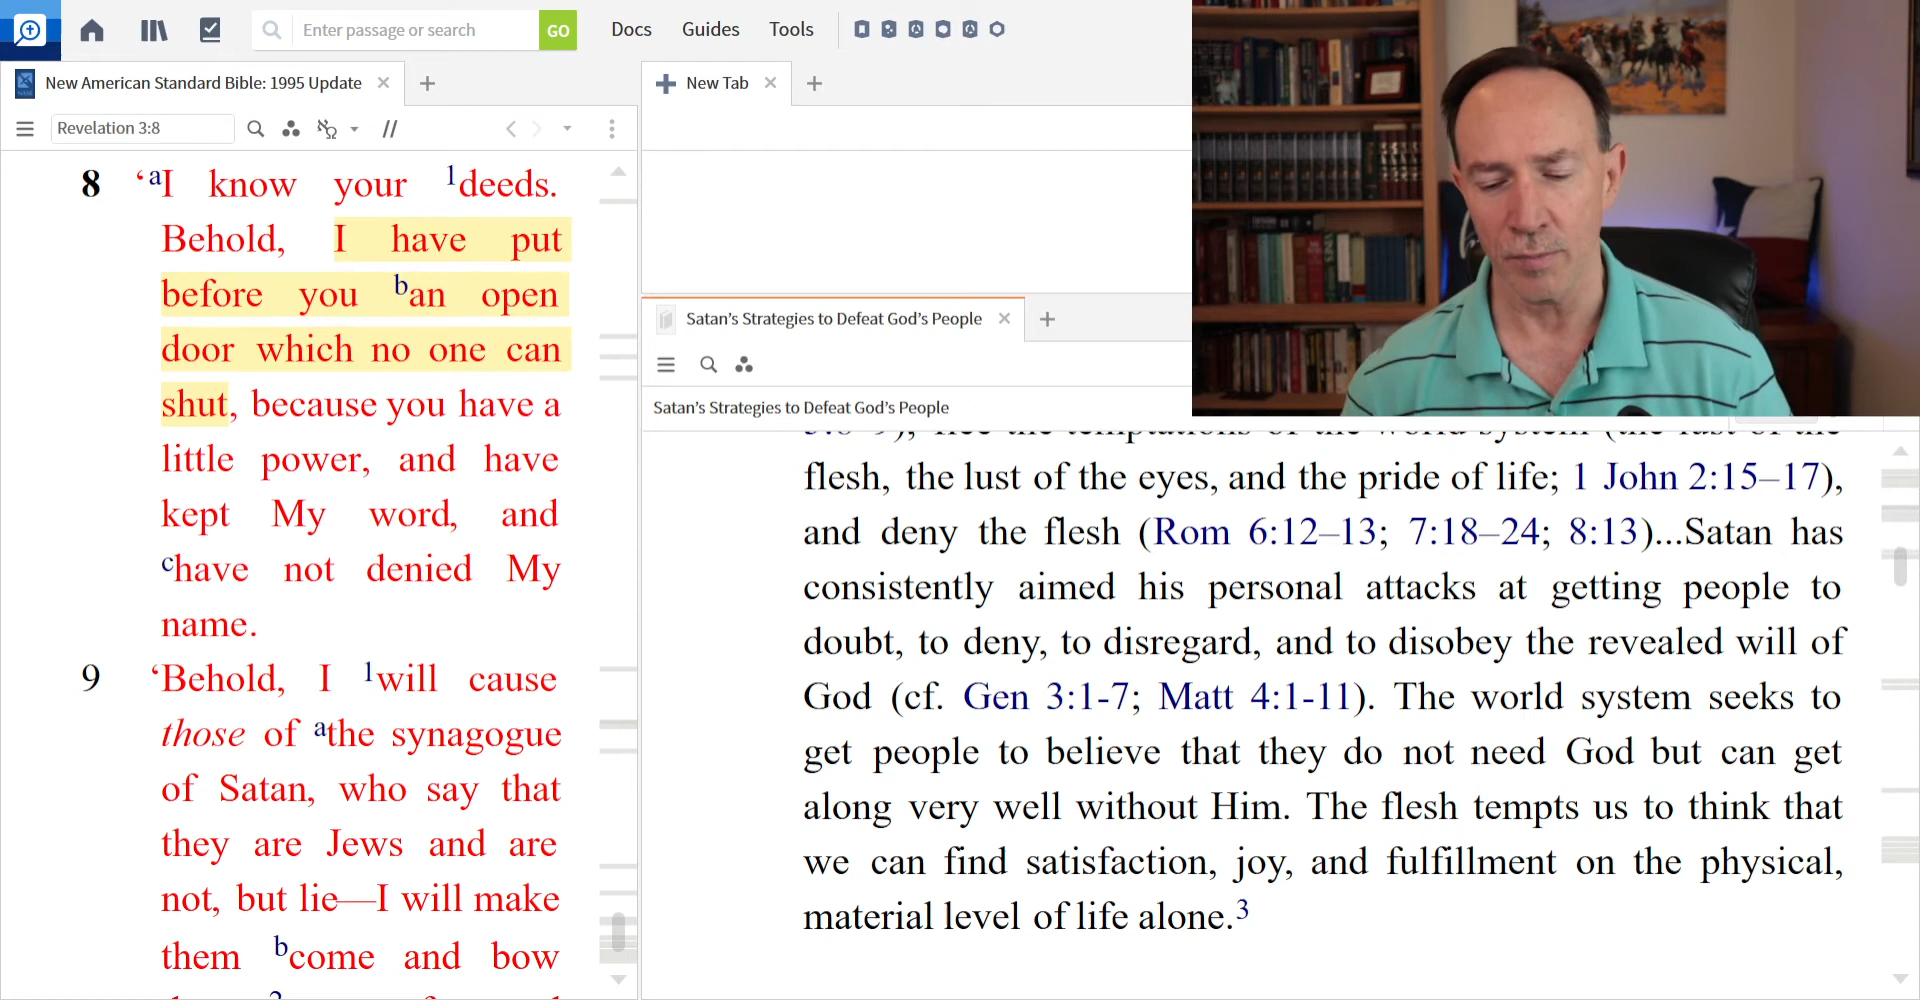 Enter passage or search
GO
Docs
Guides
Tools
New American Standard Bible: 1995 Update
New Tab
Revelation 3:8
8 ‘aI know your 1deeds.
Behold, I have put
before you ban open
door which no one can
shut, because you have a
little power, and have
kept My word, and
chave not denied My
name.
9 ‘Behold, I 1will cause
those of athe synagogue
of Satan, who say that
they are Jews and are
not, but lie—I will make
them bcome and bow
Satan’s Strategies to Defeat God’s People
Satan’s Strategies to Defeat God’s People
flesh, the lust of the eyes, and the pride of life; 1 John 2:15–17),
and deny the flesh (Rom 6:12–13; 7:18–24; 8:13)...Satan has
consistently aimed his personal attacks at getting people to
doubt, to deny, to disregard, and to disobey the revealed will of
God (cf. Gen 3:1-7; Matt 4:1-11). The world system seeks to
get people to believe that they do not need God but can get
along very well without Him. The flesh tempts us to think that
we can find satisfaction, joy, and fulfillment on the physical,
material level of life alone.3